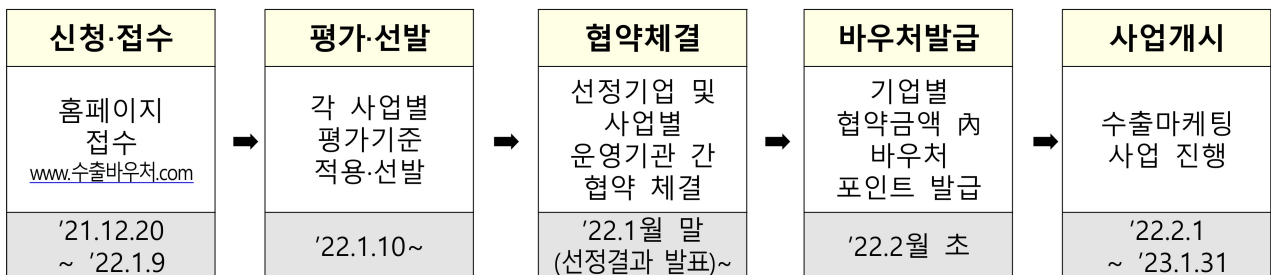 신청·접수
홈페이지
접수
www.수출바우처.com
'21.12.20
~ '22.1.9
평가·선발
각 사업별
평가기준
적용·선발
'22.1.10~
협약체결
선정기업 및
사업별
운영기관 간
협약 체결
'22.1월 말
(선정결과 발표)~
바우처발급
기업별
협약금액 內
바우처
포인트 발급
'22.2월 초
사업개시
수출마케팅
사업 진행
'22.2.1
~ '23.1.31